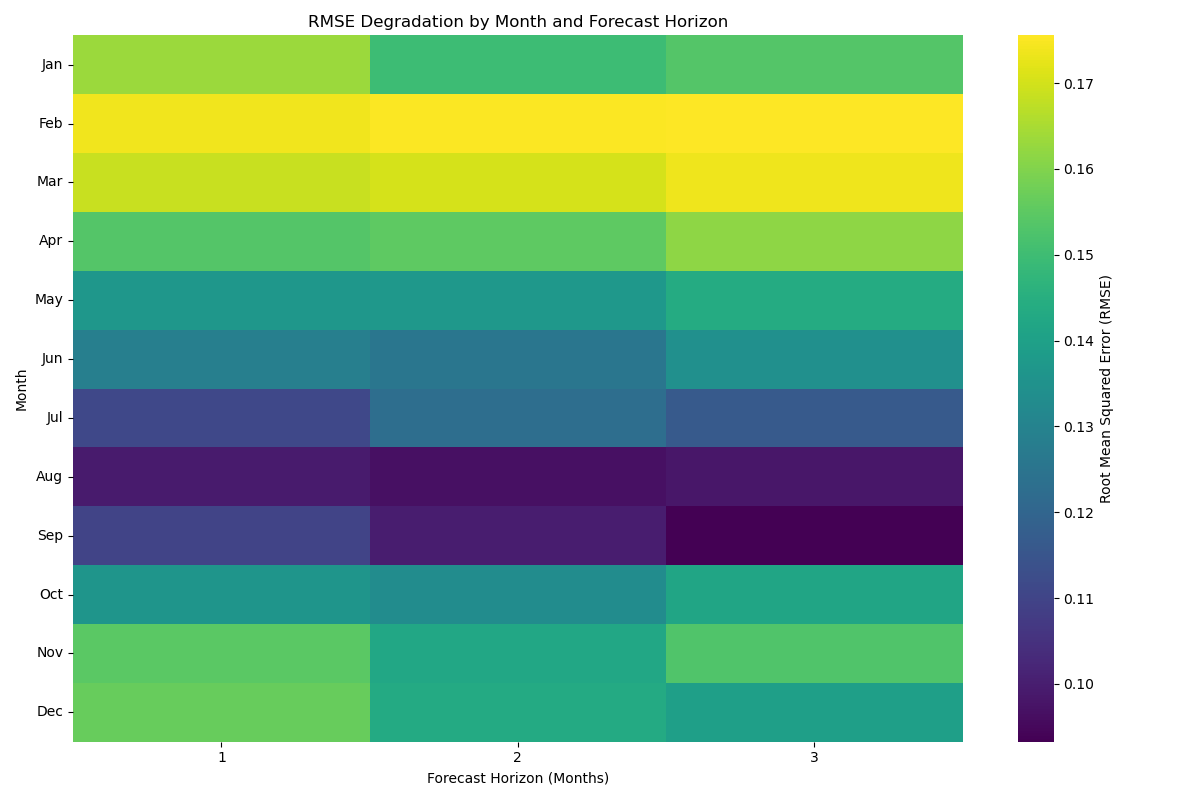 RMSE Degradation by Month and Forecast Horizon
Month
Jan
Feb
Mar
Apr
May
Jun
Jul
Aug
Sep
Oct
Nov
Dec
1 2 3
Forecast Horizon (Months)
0.17
0.16
0.15
0.14
0.13
0.12
0.11
0.10
Root Mean Squared Error (RMSE)